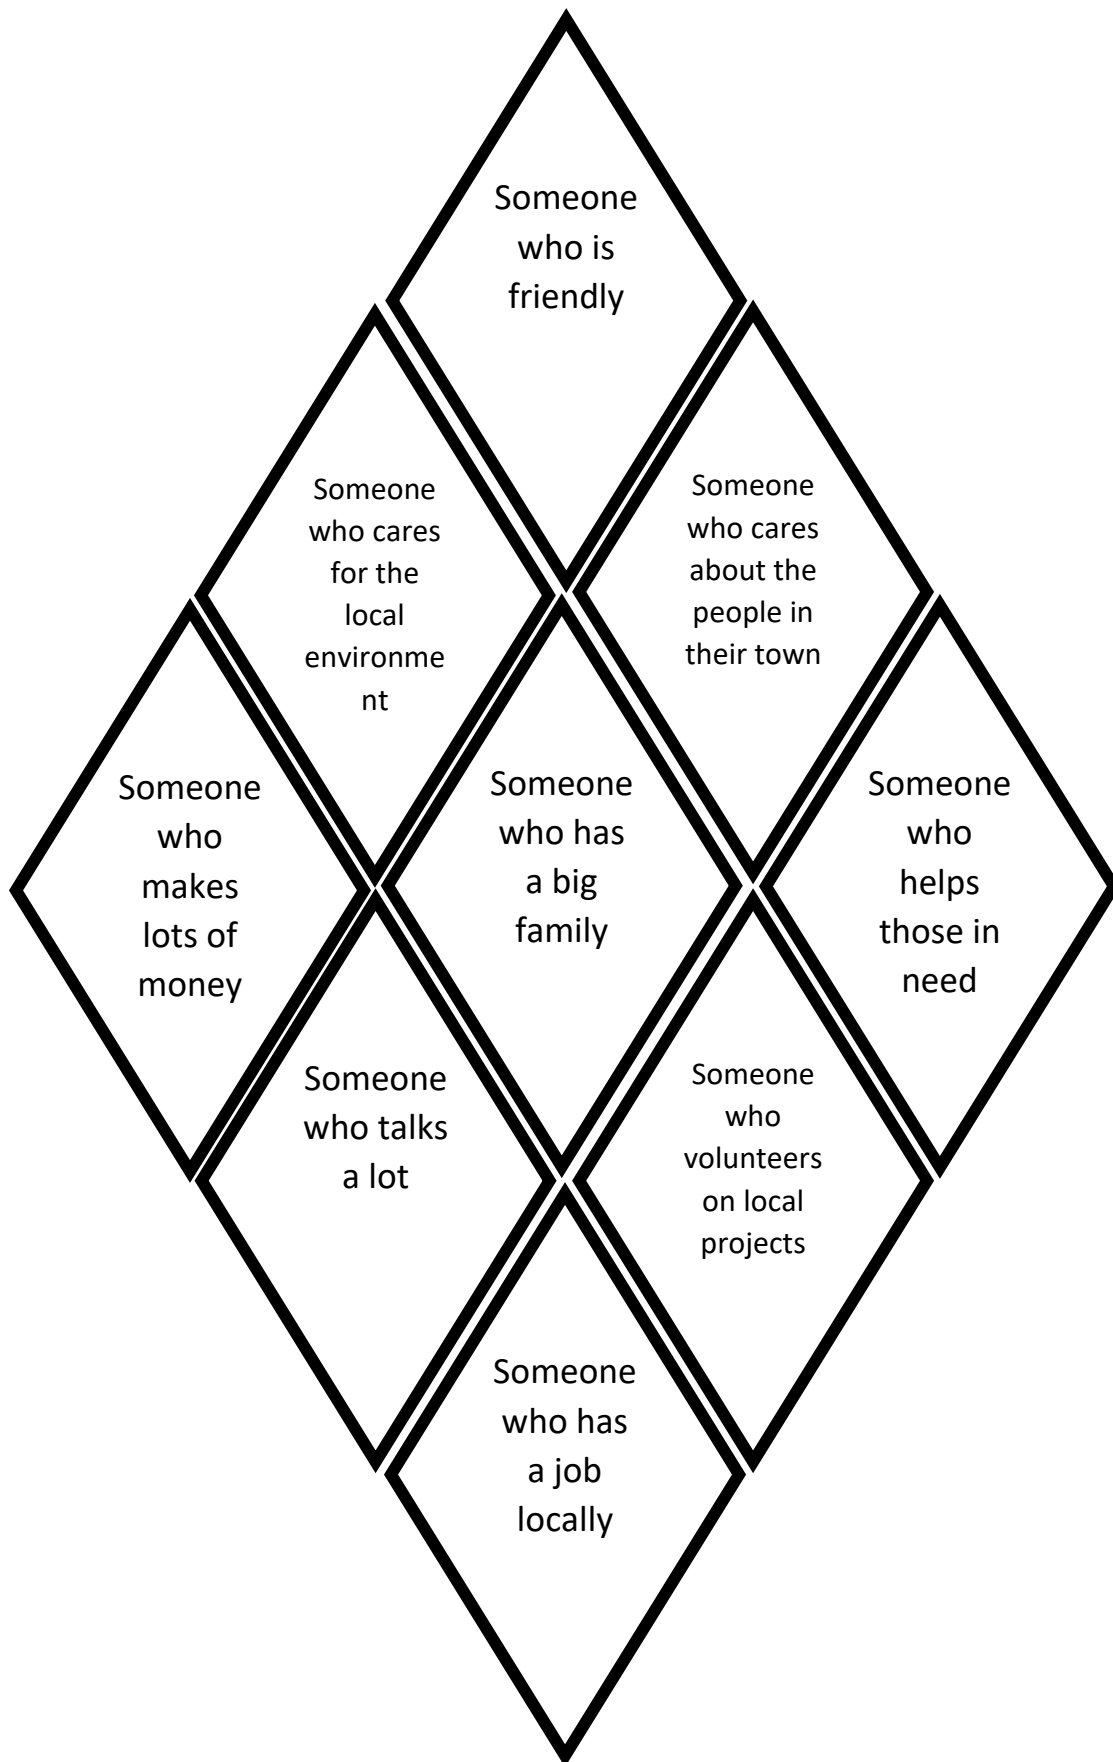 Someone
who is
friendly
Someone
who cares
for the
local
environme
nt
Someone
who cares
about the
people in
their town
Someone
who
makes
lots of
money
Someone
who has
a big
family
Someone
who
helps
those in
need
Someone
who talks
a lot
Someone
who
volunteers
on local
projects
Someone
who has
a job
locally